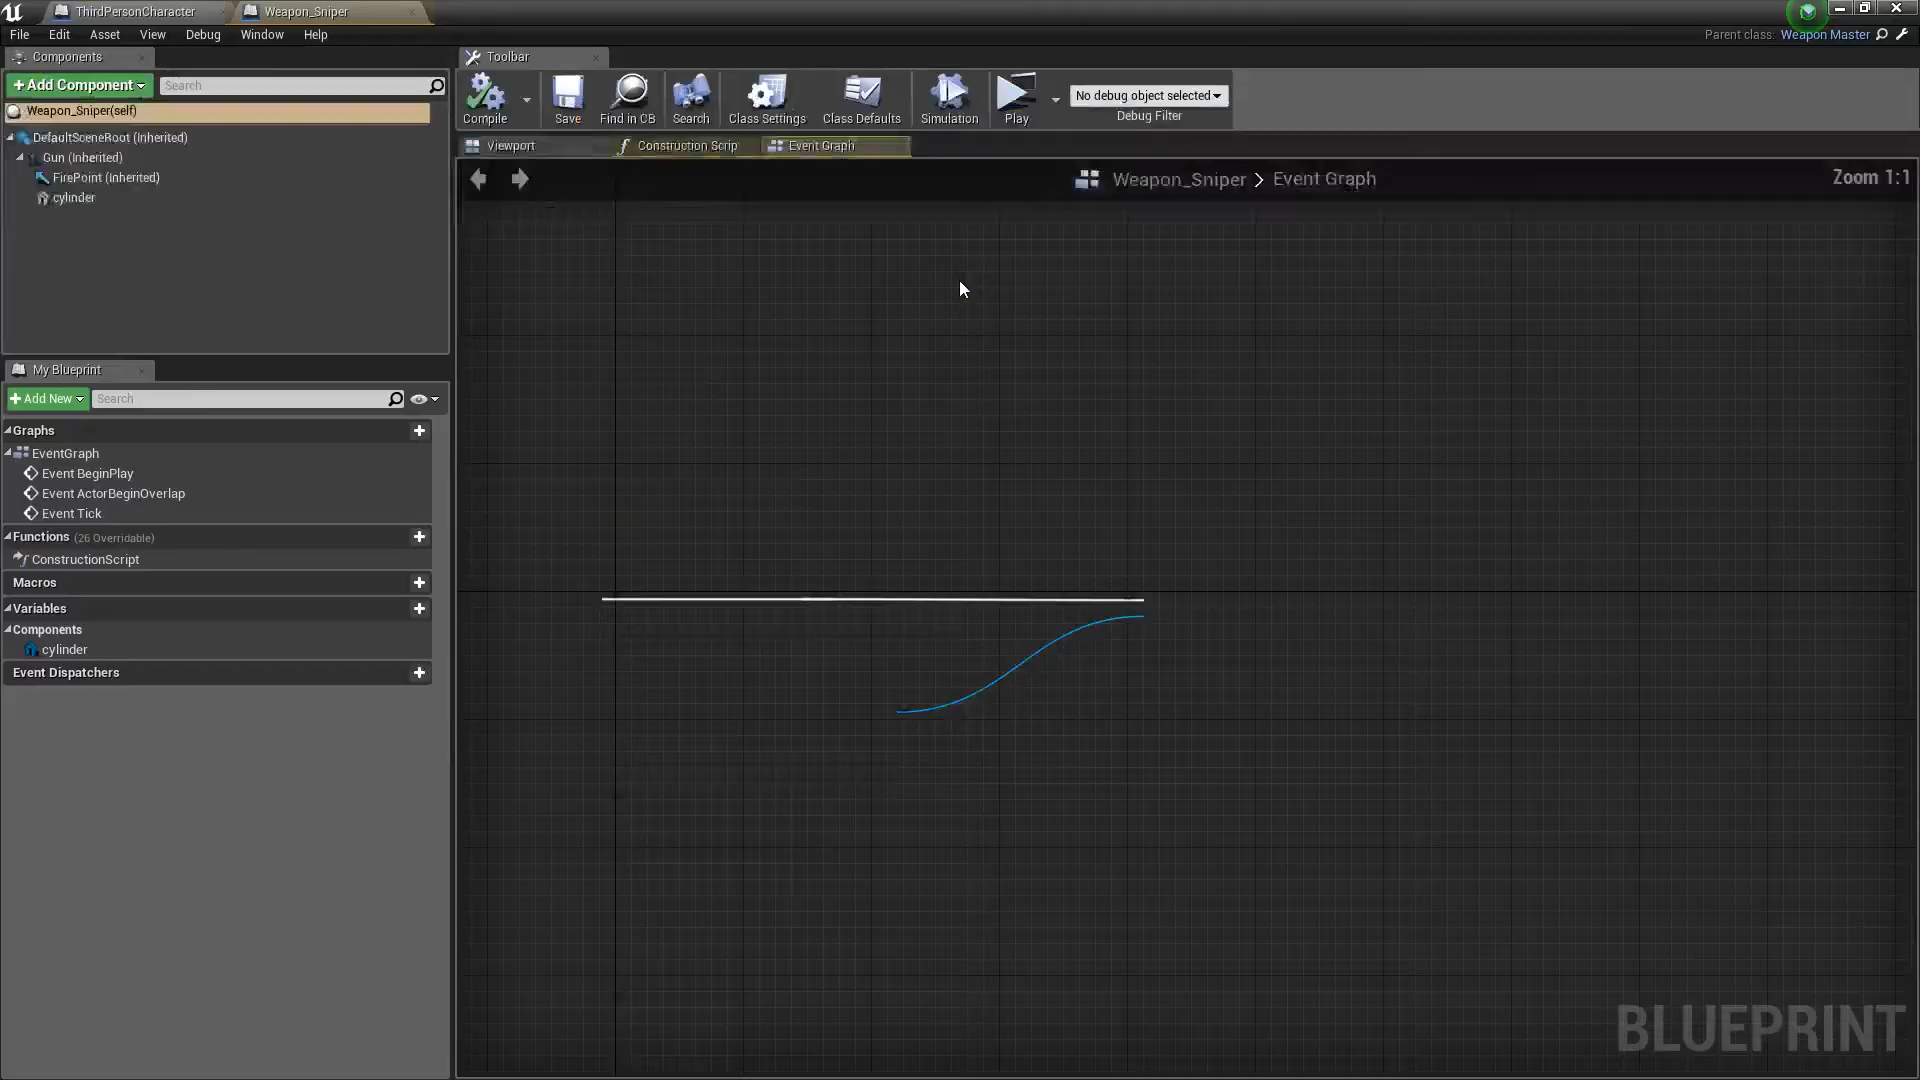 ThirdPersonCharacter
Weapon_Sniper
File Edit Asset View Debug Window Help
Parent class: Weapon Master
Components
Toolbar
+ Add Component
Search
Weapon_Sniper(self)
DefaultSceneRoot (Inherited)
Gun (Inherited)
FirePoint (Inherited)
cylinder
Compile
Save
Find in CB
Search
Class Settings
Class Defaults
Simulation
Play
No debug object selected
Debug Filter
Viewport
Construction Scrip
Event Graph
Weapon_Sniper > Event Graph
Zoom 1:1
My Blueprint
+ Add New
Search
Graphs
EventGraph
Event BeginPlay
Event ActorBeginOverlap
Event Tick
Functions (26 Overridable)
ConstructionScript
Macros
Variables
Components
cylinder
Event Dispatchers
BLUEPRINT